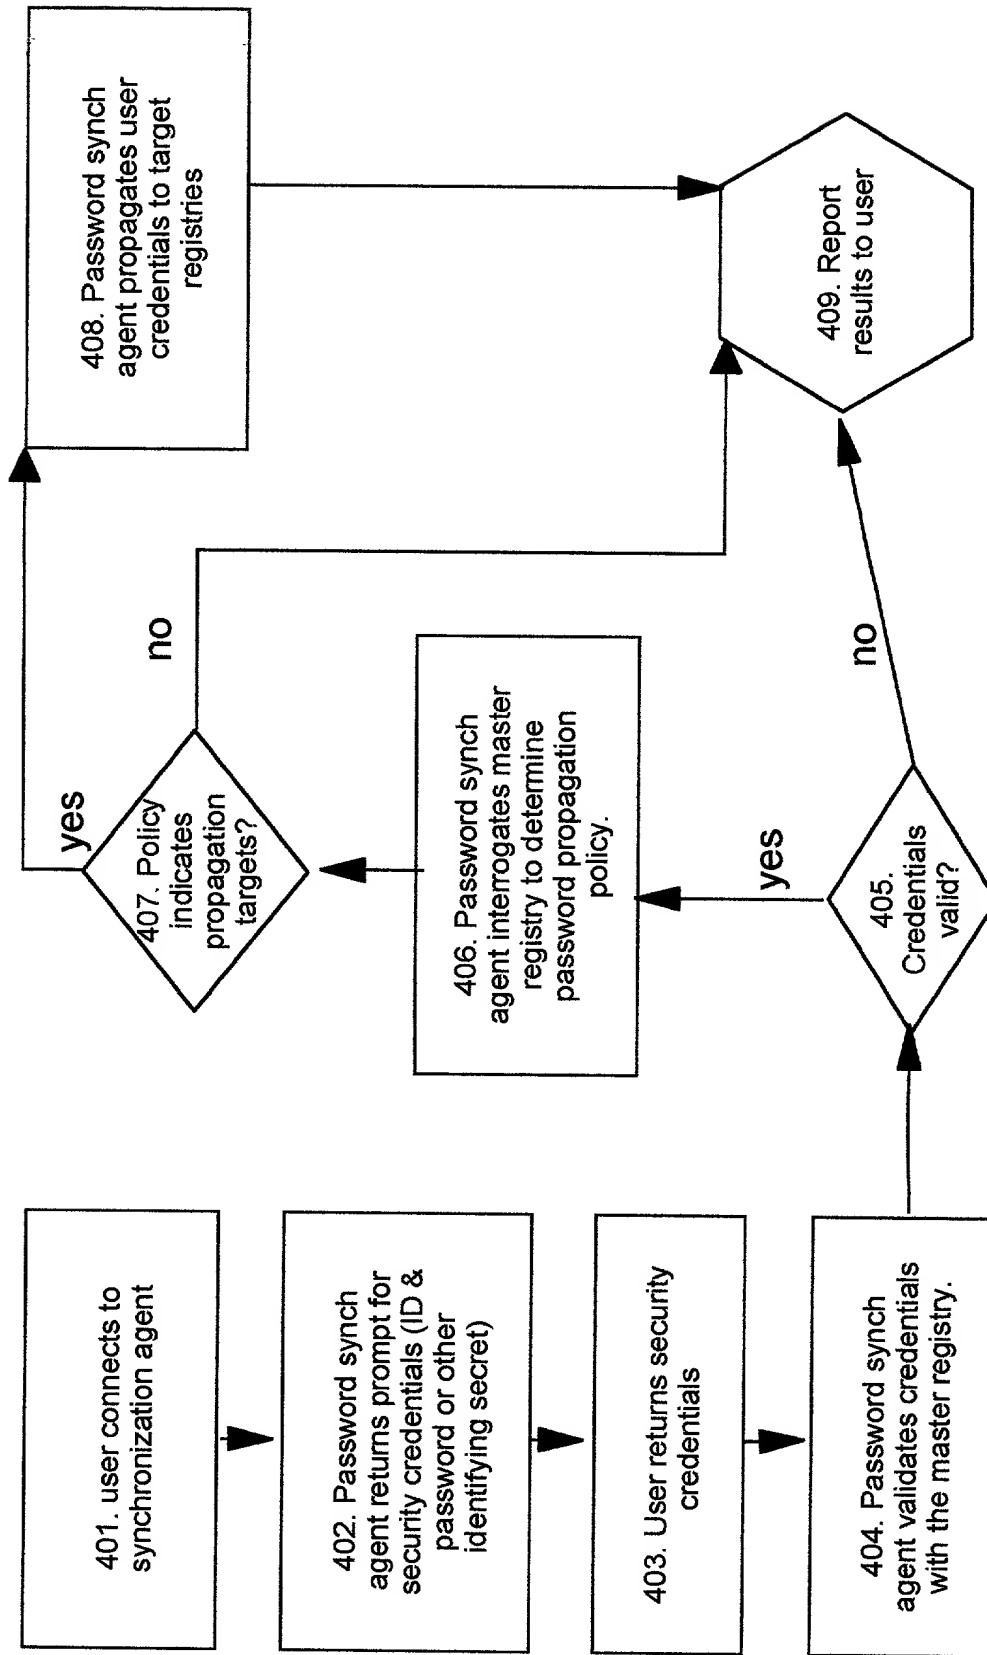 401. user connects to
synchronization agent
402. Password synch
agent returns prompt for
security credentials (ID &
password or other
identifying secret)
403. User returns security
credentials
404. Password synch
agent validates credentials
with the master registry.
405.
Credentials
valid?
yes
no
406. Password synch
agent interrogates master
registry to determine
password propagation
policy.
407. Policy
indicates
propagation
targets?
yes
no
408. Password synch
agent propagates user
credentials to target
registries
409. Report
results to user